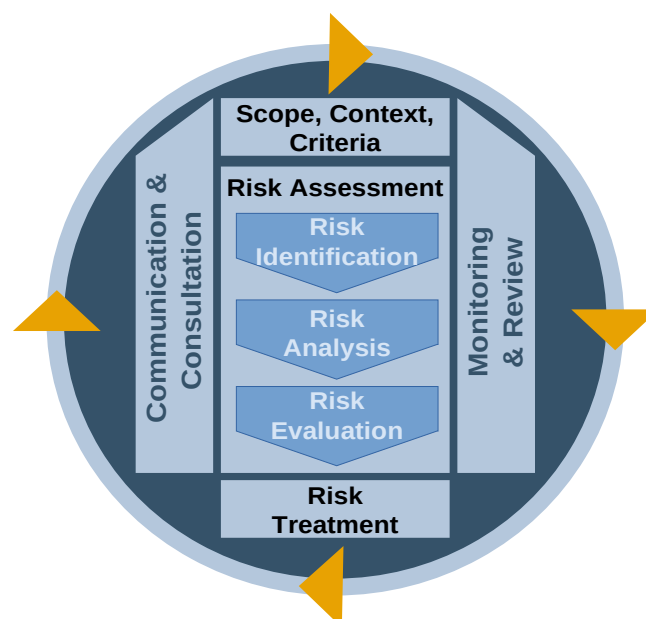 Scope, Context,
Criteria
Risk Assessment
Risk
Identification
Risk
Analysis
Risk
Evaluation
Risk
Treatment
Communication &
Consultation
Monitoring
& Review